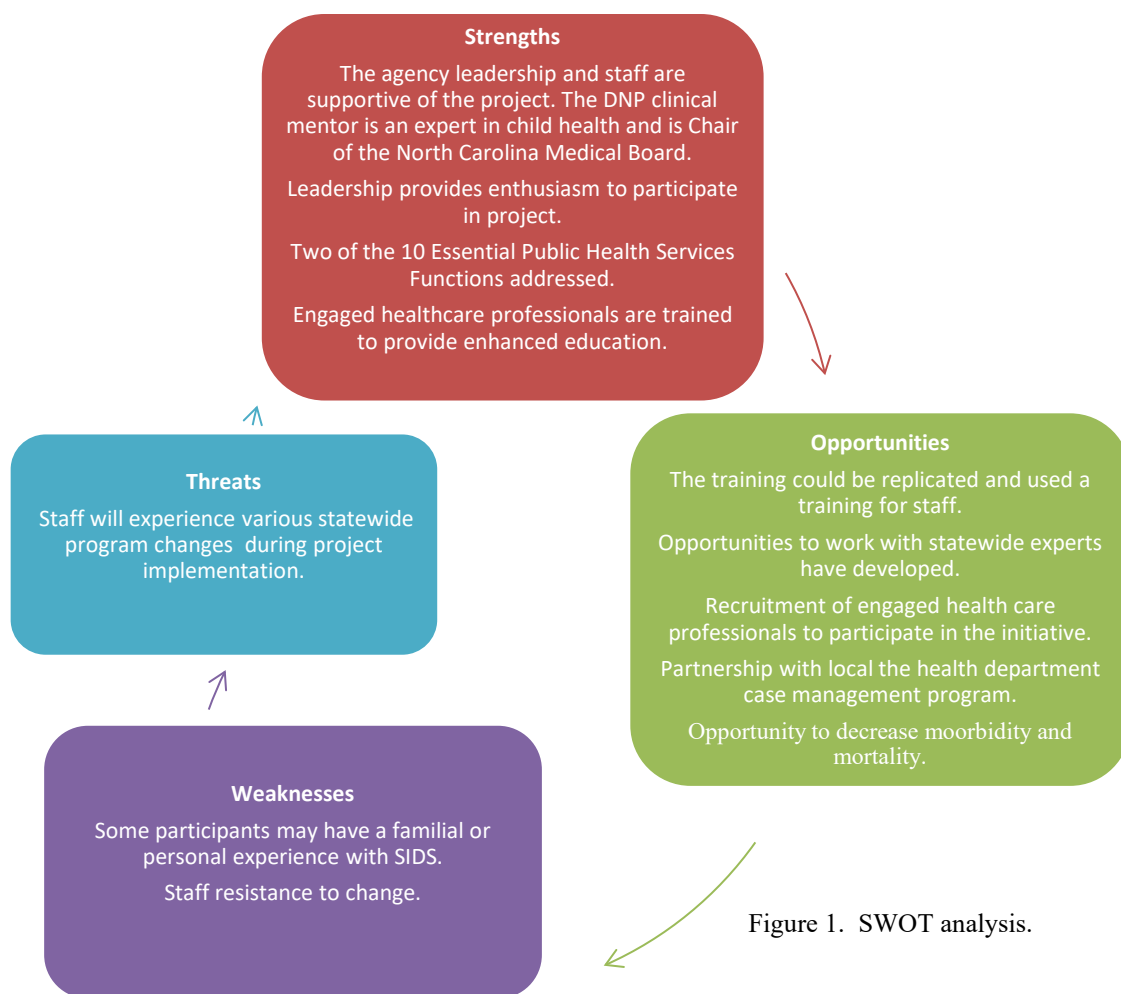 Strengths
The agency leadership and staff are
supportive of the project. The DNP clinical
mentor is an expert in child health and is Chair
of the North Carolina Medical Board.
Leadership provides enthusiasm to participate
in project.
Two of the 10 Essential Public Health Services
Functions addressed.
Engaged healthcare professionals are trained
to provide enhanced education.
Opportunities
The training could be replicated and used a
training for staff.
Opportunities to work with statewide experts
have developed.
Recruitment of engaged health care
professionals to participate in the initiative.
Partnership with local the health department
case management program.
Opportunity to decrease moorbidity and
mortality.
Threats
Staff will experience various statewide
program changes during project
implementation.
Weaknesses
Some participants may have a familial or
personal experience with SIDS.
Staff resistance to change.
Figure 1. SWOT analysis.